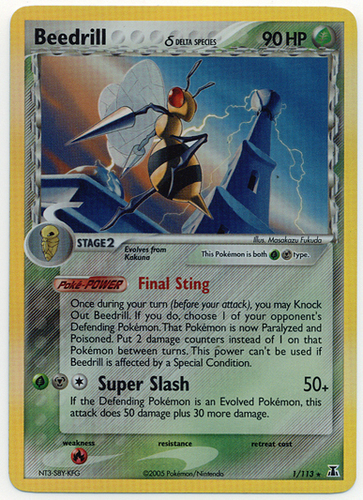 Beedrill δ DELTA SPECIES 90 HP
Illus. Masakazu Fukuda
STAGE2 Evolves from Kakuna This Pokémon is both type.
Poké-POWER Final Sting
Once during your turn (before your attack), you may Knock
Out Beedrill. If you do, choose 1 of your opponent's
Defending Pokémon. That Pokémon is now Paralyzed and
Poisoned. Put 2 damage counters instead of 1 on that
Pokémon between turns. This power can't be used if
Beedrill is affected by a Special Condition.
Super Slash 50+
If the Defending Pokémon is an Evolved Pokémon, this
attack does 50 damage plus 30 more damage.
weakness resistance retreat cost
NT3-S8Y-KFG ©2005 Pokémon/Nintendo 1/113 ★